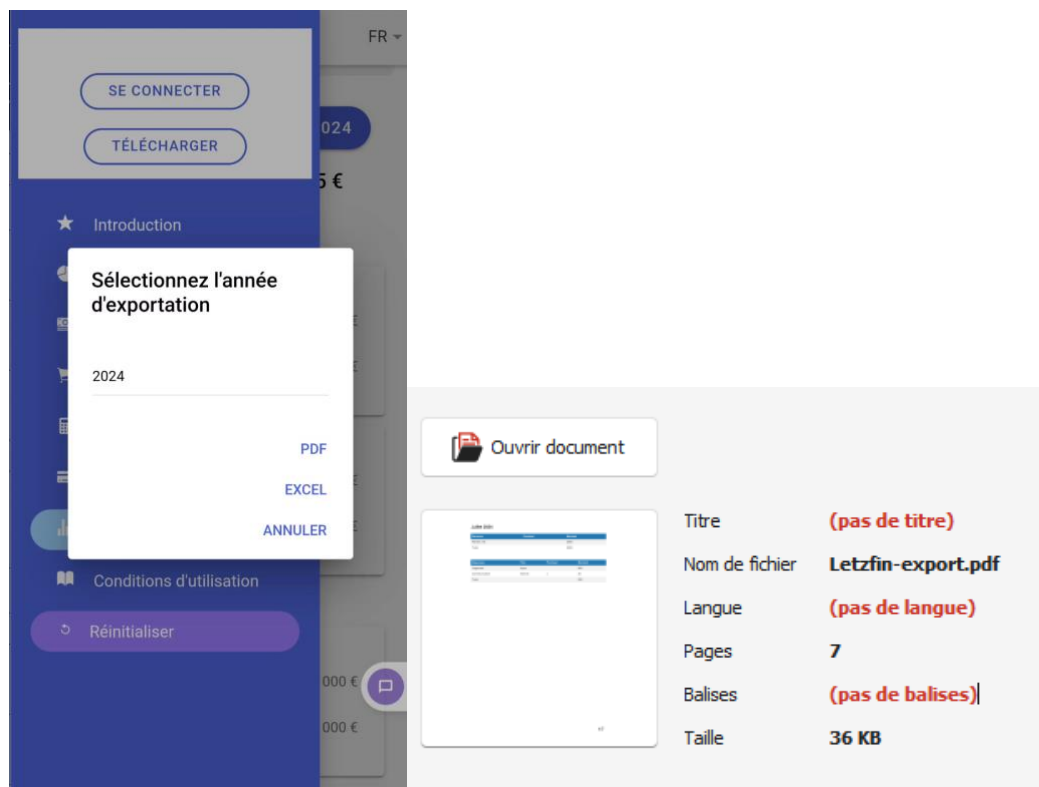 FR
SE CONNECTER
TÉLÉCHARGER
024
5 €
Introduction
Sélectionnez l'année
d'exportation
2024
PDF
EXCEL
ANNULER
Conditions d'utilisation
Réinitialiser
000 €
000 €
Ouvrir document
Titre (pas de titre)
Nom de fichier Letzfin-export.pdf
Langue (pas de langue)
Pages 7
Balises (pas de balises)
Taille 36 KB